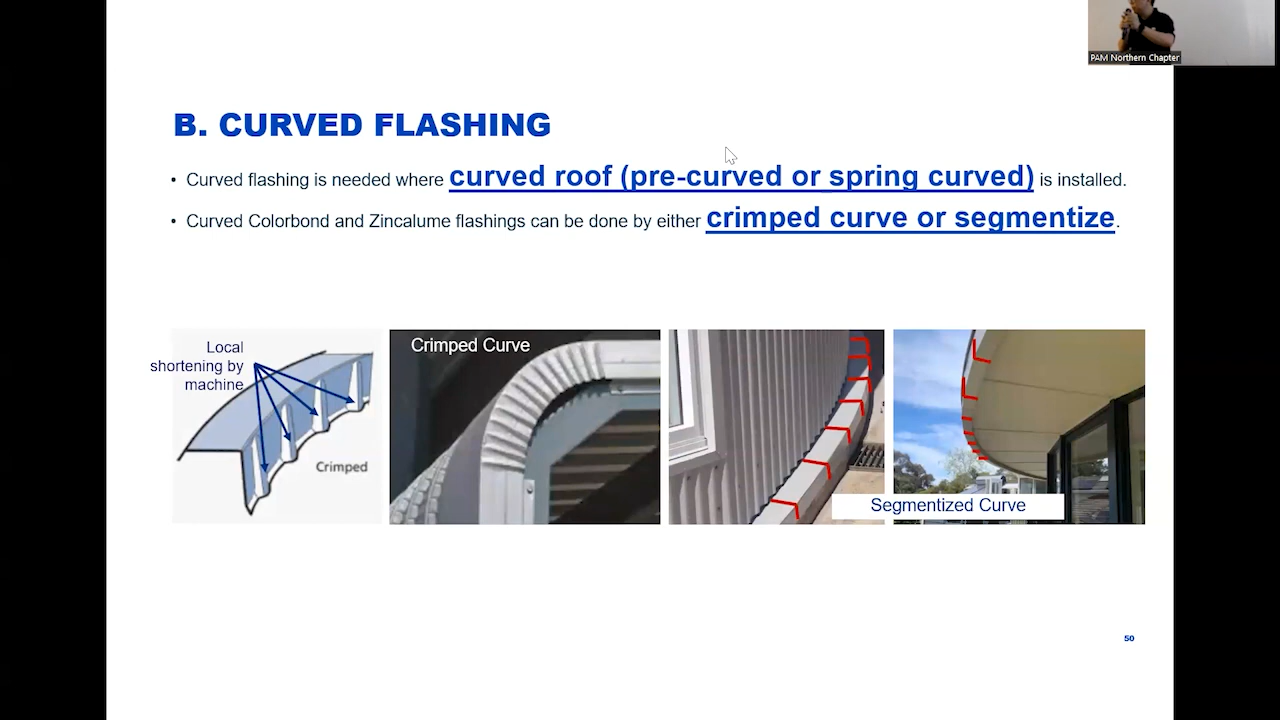 PAM Northern Chapter
B. CURVED FLASHING
• Curved flashing is needed where curved roof (pre-curved or spring curved) is installed.
• Curved Colorbond and Zincalume flashings can be done by either crimped curve or segmentize.
Local
shortening by
machine
Crimped
Crimped Curve
Segmentized Curve
50